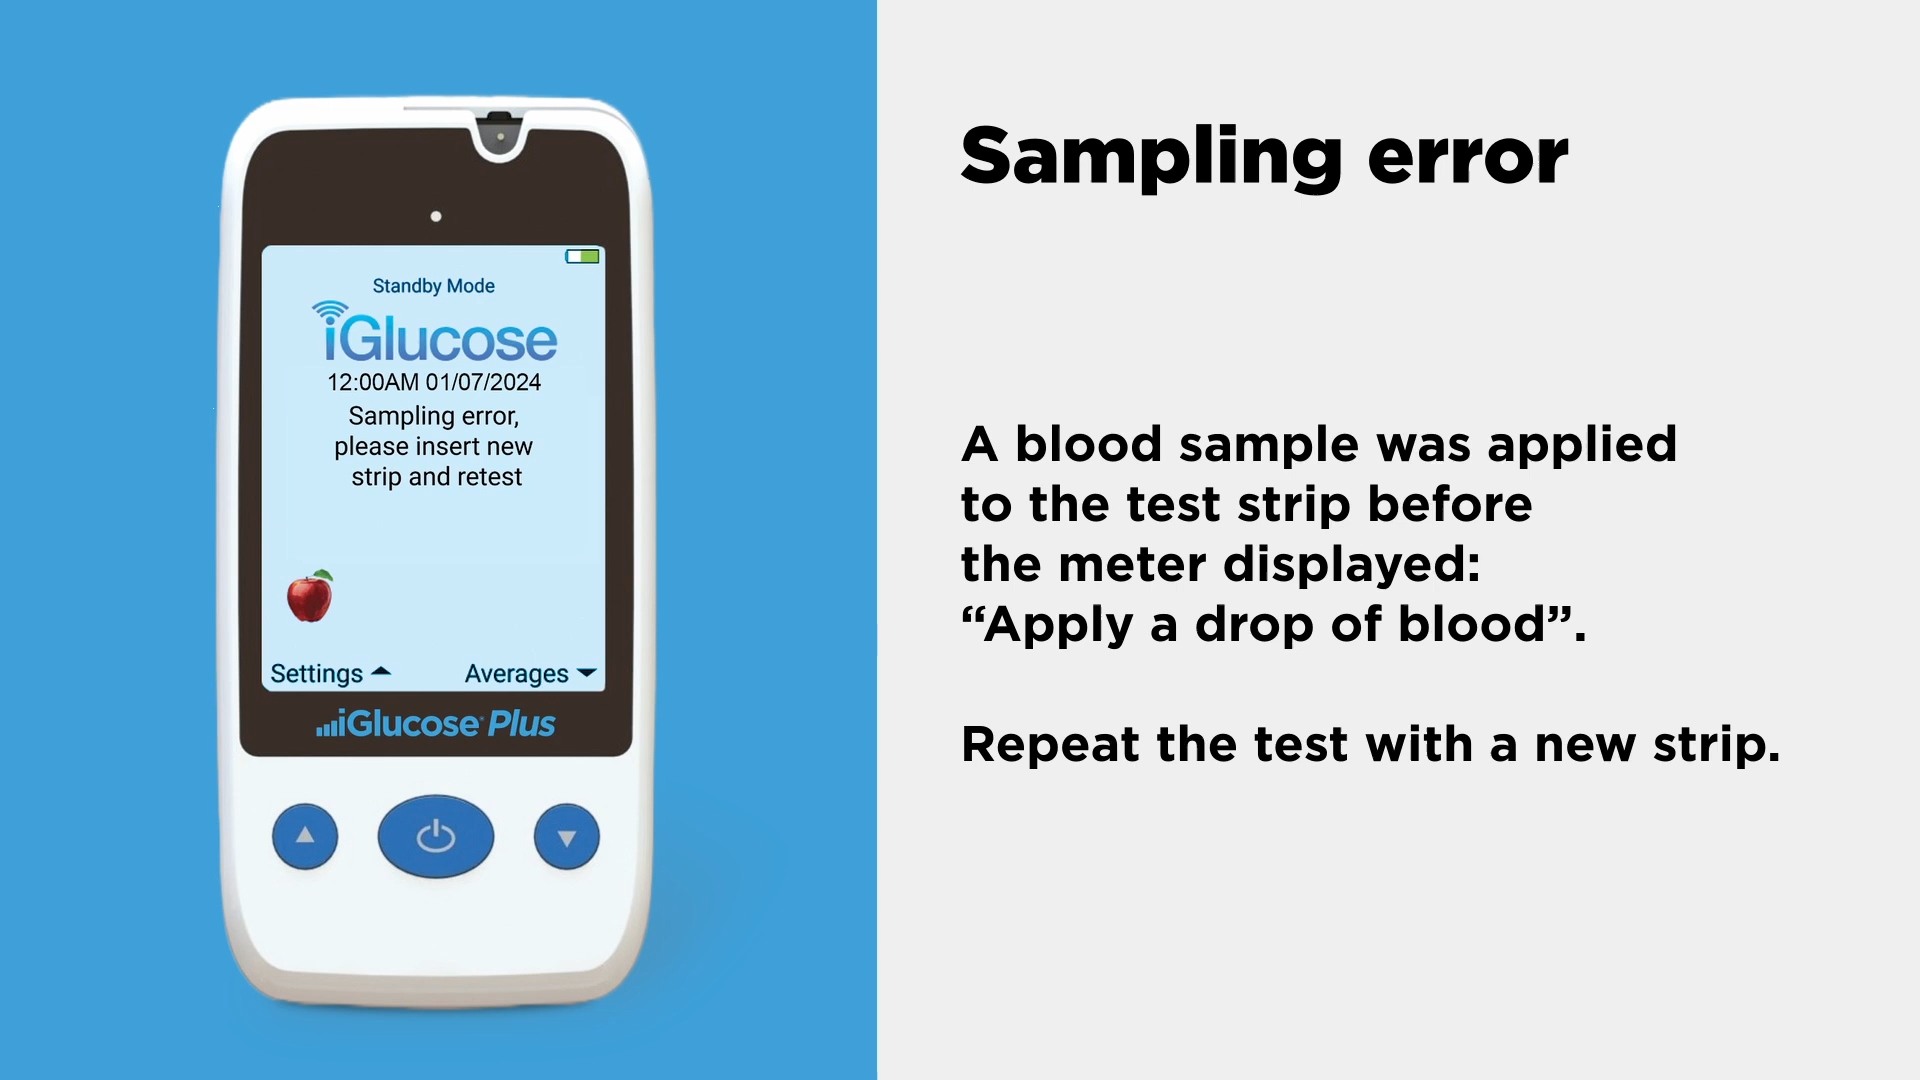 Standby Mode
iGlucose
12:00AM 01/07/2024
Sampling error,
please insert new
strip and retest
Settings
Averages
iGlucose Plus
Sampling error
A blood sample was applied
to the test strip before
the meter displayed:
“Apply a drop of blood”.
Repeat the test with a new strip.